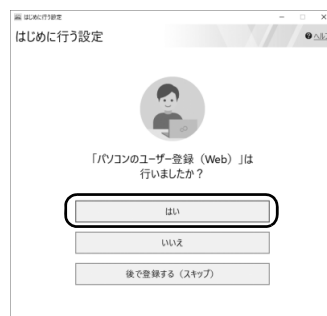 はじめに行う設定
はじめに行う設定
ヘルプ
「パソコンのユーザー登録（Web）」は
行いましたか？
はい
いいえ
後で登録する（スキップ）